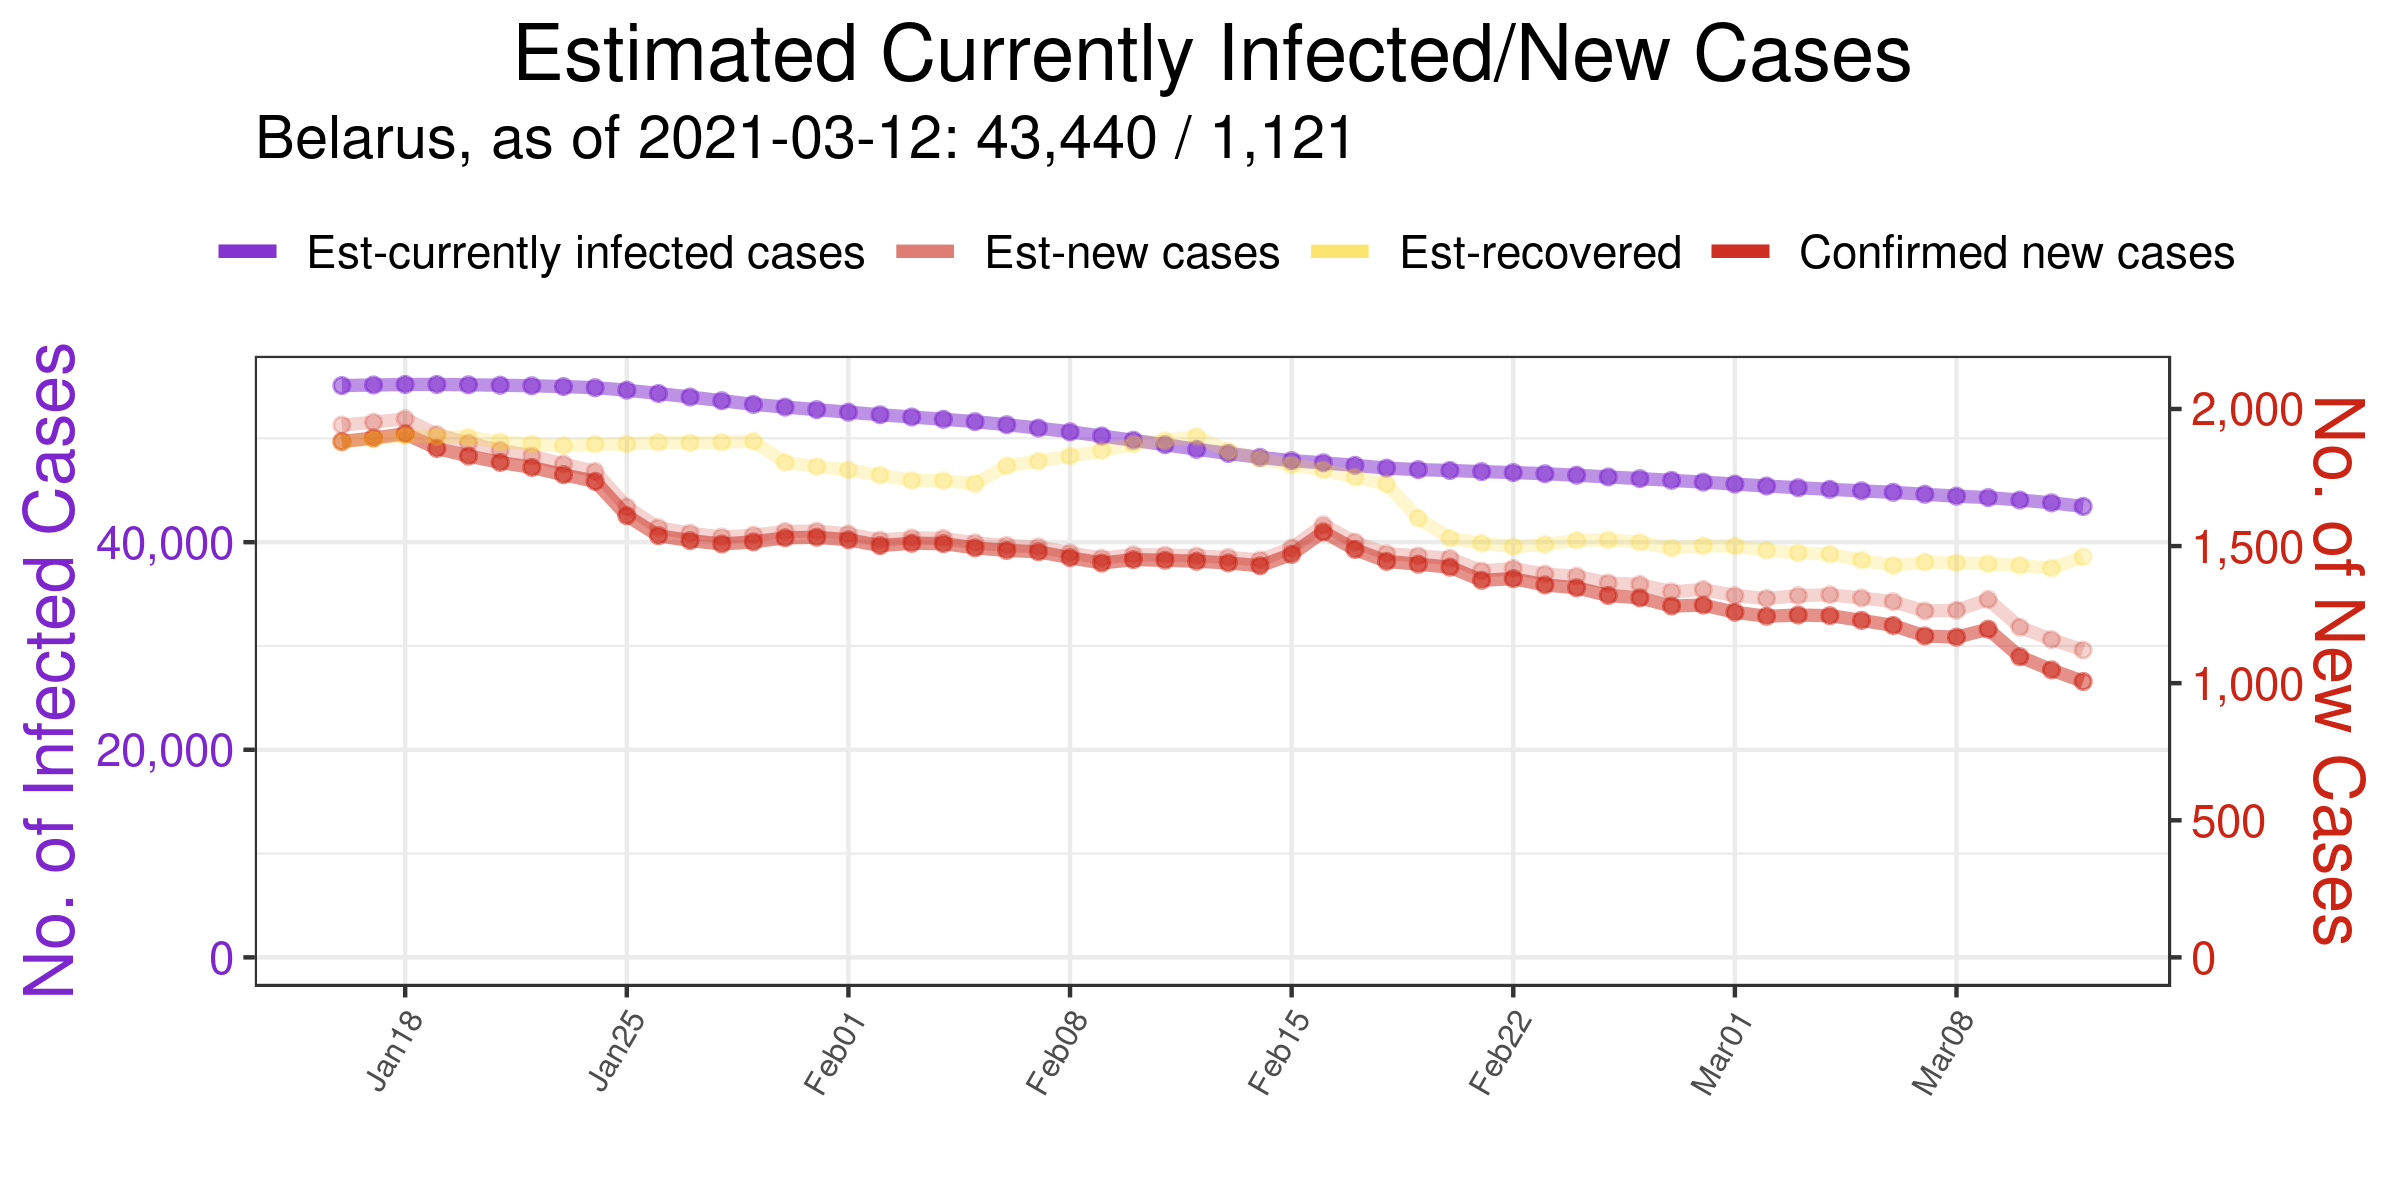 Estimated Currently Infected/New Cases
Belarus, as of 2021-03-12: 43,440 / 1,121
Est-currently infected cases Est-new cases Est-recovered Confirmed new cases
No. of Infected Cases
40,000
20,000
0
2,000
1,500
1,000
500
0
No. of New Cases
Jan18 Jan25 Feb01 Feb08 Feb15 Feb22 Mar01 Mar08